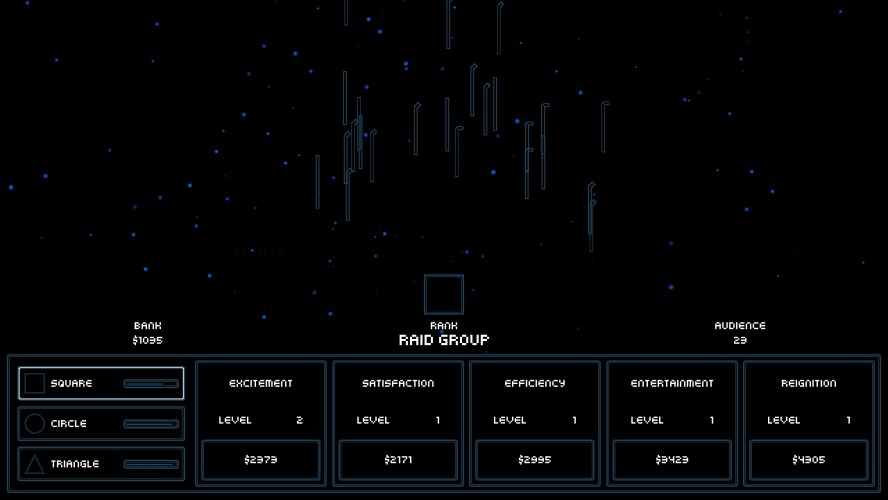 BANK
$1035
RANK
RAID GROUP
AUDIENCE
23
SQUARE
CIRCLE
TRIANGLE
EXCITEMENT
LEVEL 2
$2373
SATISFACTION
LEVEL 1
$2171
EFFICIENCY
LEVEL 1
$2995
ENTERTAINMENT
LEVEL 1
$3423
REIGNITION
LEVEL 1
$4305